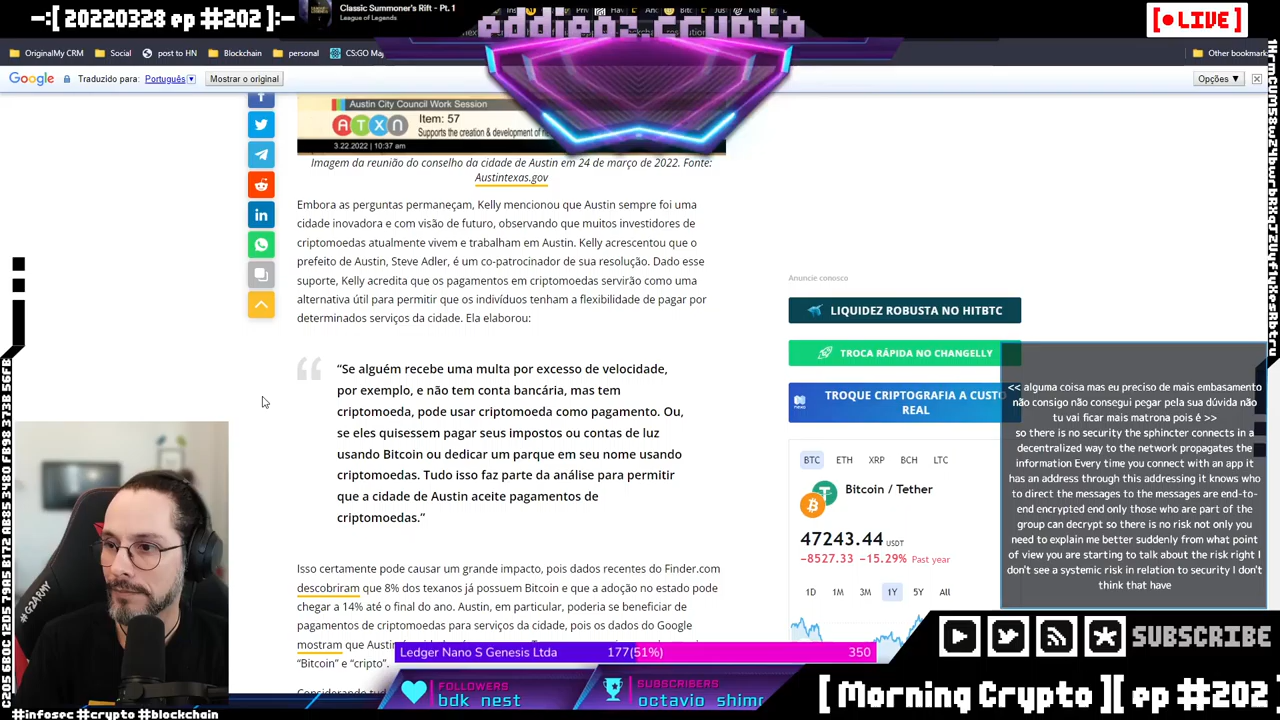 -:[ 20220328 ep #202 ]:-
Classic Summoner's Rift - Pt. 1
League of Legends
eddieoz crypto
[● LIVE ]
OriginalMy CRM
Social
post to HN
Blockchain
personal
CS:GO Maj
Other bookmark
Google
Traduzido para: Português
Mostrar o original
Opções ▼
Austin City Council Work Session
ATXN
Item: 57
Supports the creation & development of
3.22.2022 | 10:37 am
Imagem da reunião do conselho da cidade de Austin em 24 de março de 2022. Fonte:
Austintexas.gov
Embora as perguntas permaneçam, Kelly mencionou que Austin sempre foi uma
cidade inovadora e com visão de futuro, observando que muitos investidores de
criptomoedas atualmente vivem e trabalham em Austin. Kelly acrescentou que o
prefeito de Austin, Steve Adler, é um co-patrocinador de sua resolução. Dado esse
suporte, Kelly acredita que os pagamentos em criptomoedas servirão como uma
alternativa útil para permitir que os indivíduos tenham a flexibilidade de pagar por
determinados serviços da cidade. Ela elaborou:
“Se alguém recebe uma multa por excesso de velocidade,
por exemplo, e não tem conta bancária, mas tem
criptomoeda, pode usar criptomoeda como pagamento. Ou,
se eles quisessem pagar seus impostos ou contas de luz
usando Bitcoin ou dedicar um parque em seu nome usando
criptomoedas. Tudo isso faz parte da análise para permitir
que a cidade de Austin aceite pagamentos de
criptomoedas.”
Isso certamente pode causar um grande impacto, pois dados recentes do Finder.com
descobriram que 8% dos texanos já possuem Bitcoin e que a adoção no estado pode
chegar a 14% até o final do ano. Austin, em particular, poderia se beneficiar de
pagamentos de criptomoedas para serviços da cidade, pois os dados do Google
mostram que Austin
“Bitcoin” e “cripto”.
Anuncie conosco
LIQUIDEZ ROBUSTA NO HITBTC
TROCA RÁPIDA NO CHANGELLY
nexo
TROQUE CRIPTOGRAFIA A CUSTO
REAL
BTC ETH XRP BCH LTC
Bitcoin / Tether
47243.44 USDT
−8527.33 −15.29% Past year
1D 1M 3M 1Y 5Y All
<< alguma coisa mas eu preciso de mais embasamento
não consigo não consegui pegar pela sua dúvida não
tu vai ficar mais matrona pois é >>
so there is no security the sphincter connects in a
decentralized way to the network propagates the
information Every time you connect with an app it
has an address through this addressing it knows who
to direct the messages to the messages are end-to-
end encrypted end only those who are part of the
group can decrypt so there is no risk not only you
need to explain me better suddenly from what point
of view you are starting to talk about the risk right I
don't see a systemic risk in relation to security I don't
think that have
Ledger Nano S Genesis Ltda
177(51%)
350
FOLLOWERS
bdk nest
SUBSCRIBERS
octavio shimr
SUBSCRIBE
[ Morning Crypto ][ ep #202 ]
infosec #crypto #blockchain